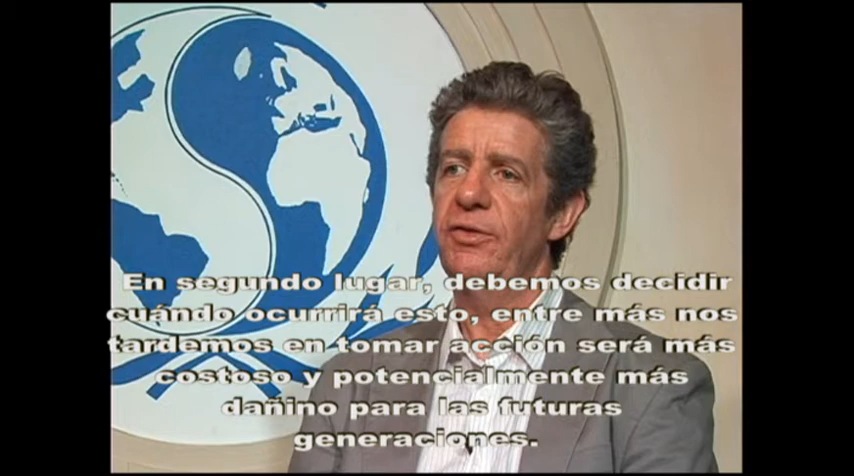 En segundo lugar, debemos decidir
cuándo ocurrirá esto, entre más nos
tardemos en tomar acción será más
costoso y potencialmente más
dañino para las futuras
generaciones.